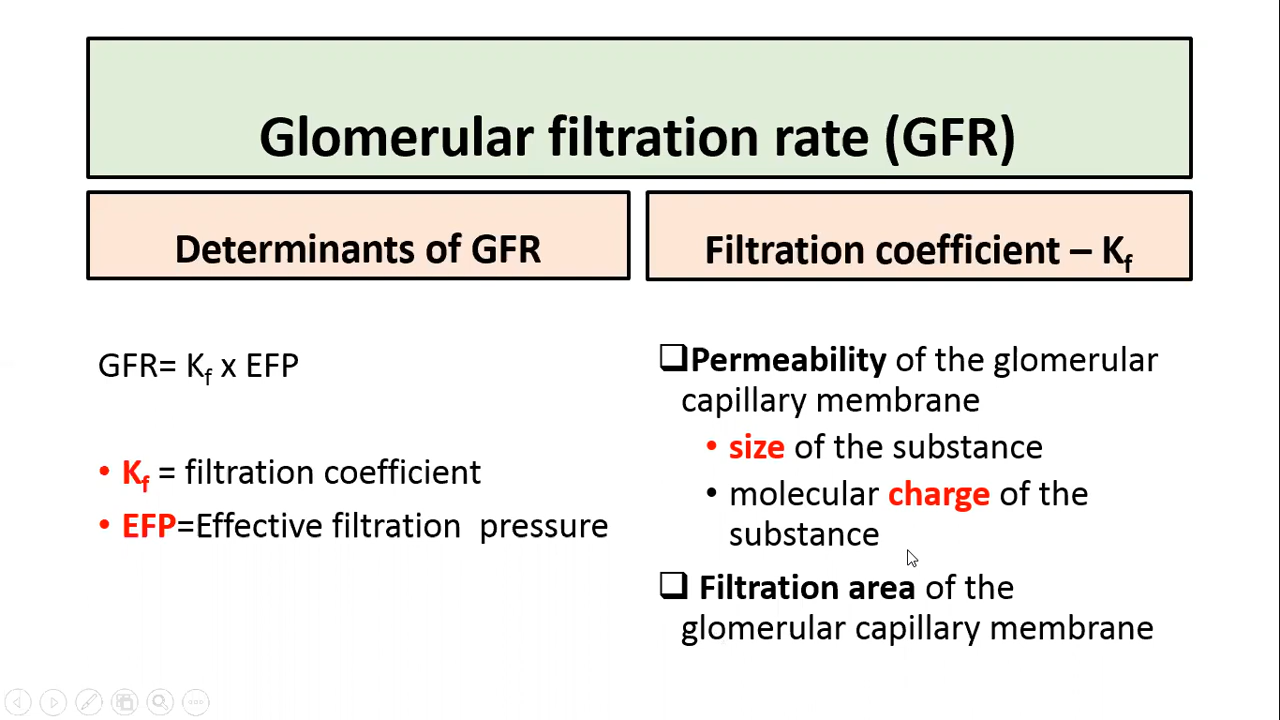 Glomerular filtration rate (GFR)
Determinants of GFR
GFR= Kf x EFP
• Kf = filtration coefficient
• EFP=Effective filtration pressure
Filtration coefficient – Kf
❑Permeability of the glomerular
capillary membrane
• size of the substance
• molecular charge of the
substance
❑ Filtration area of the
glomerular capillary membrane